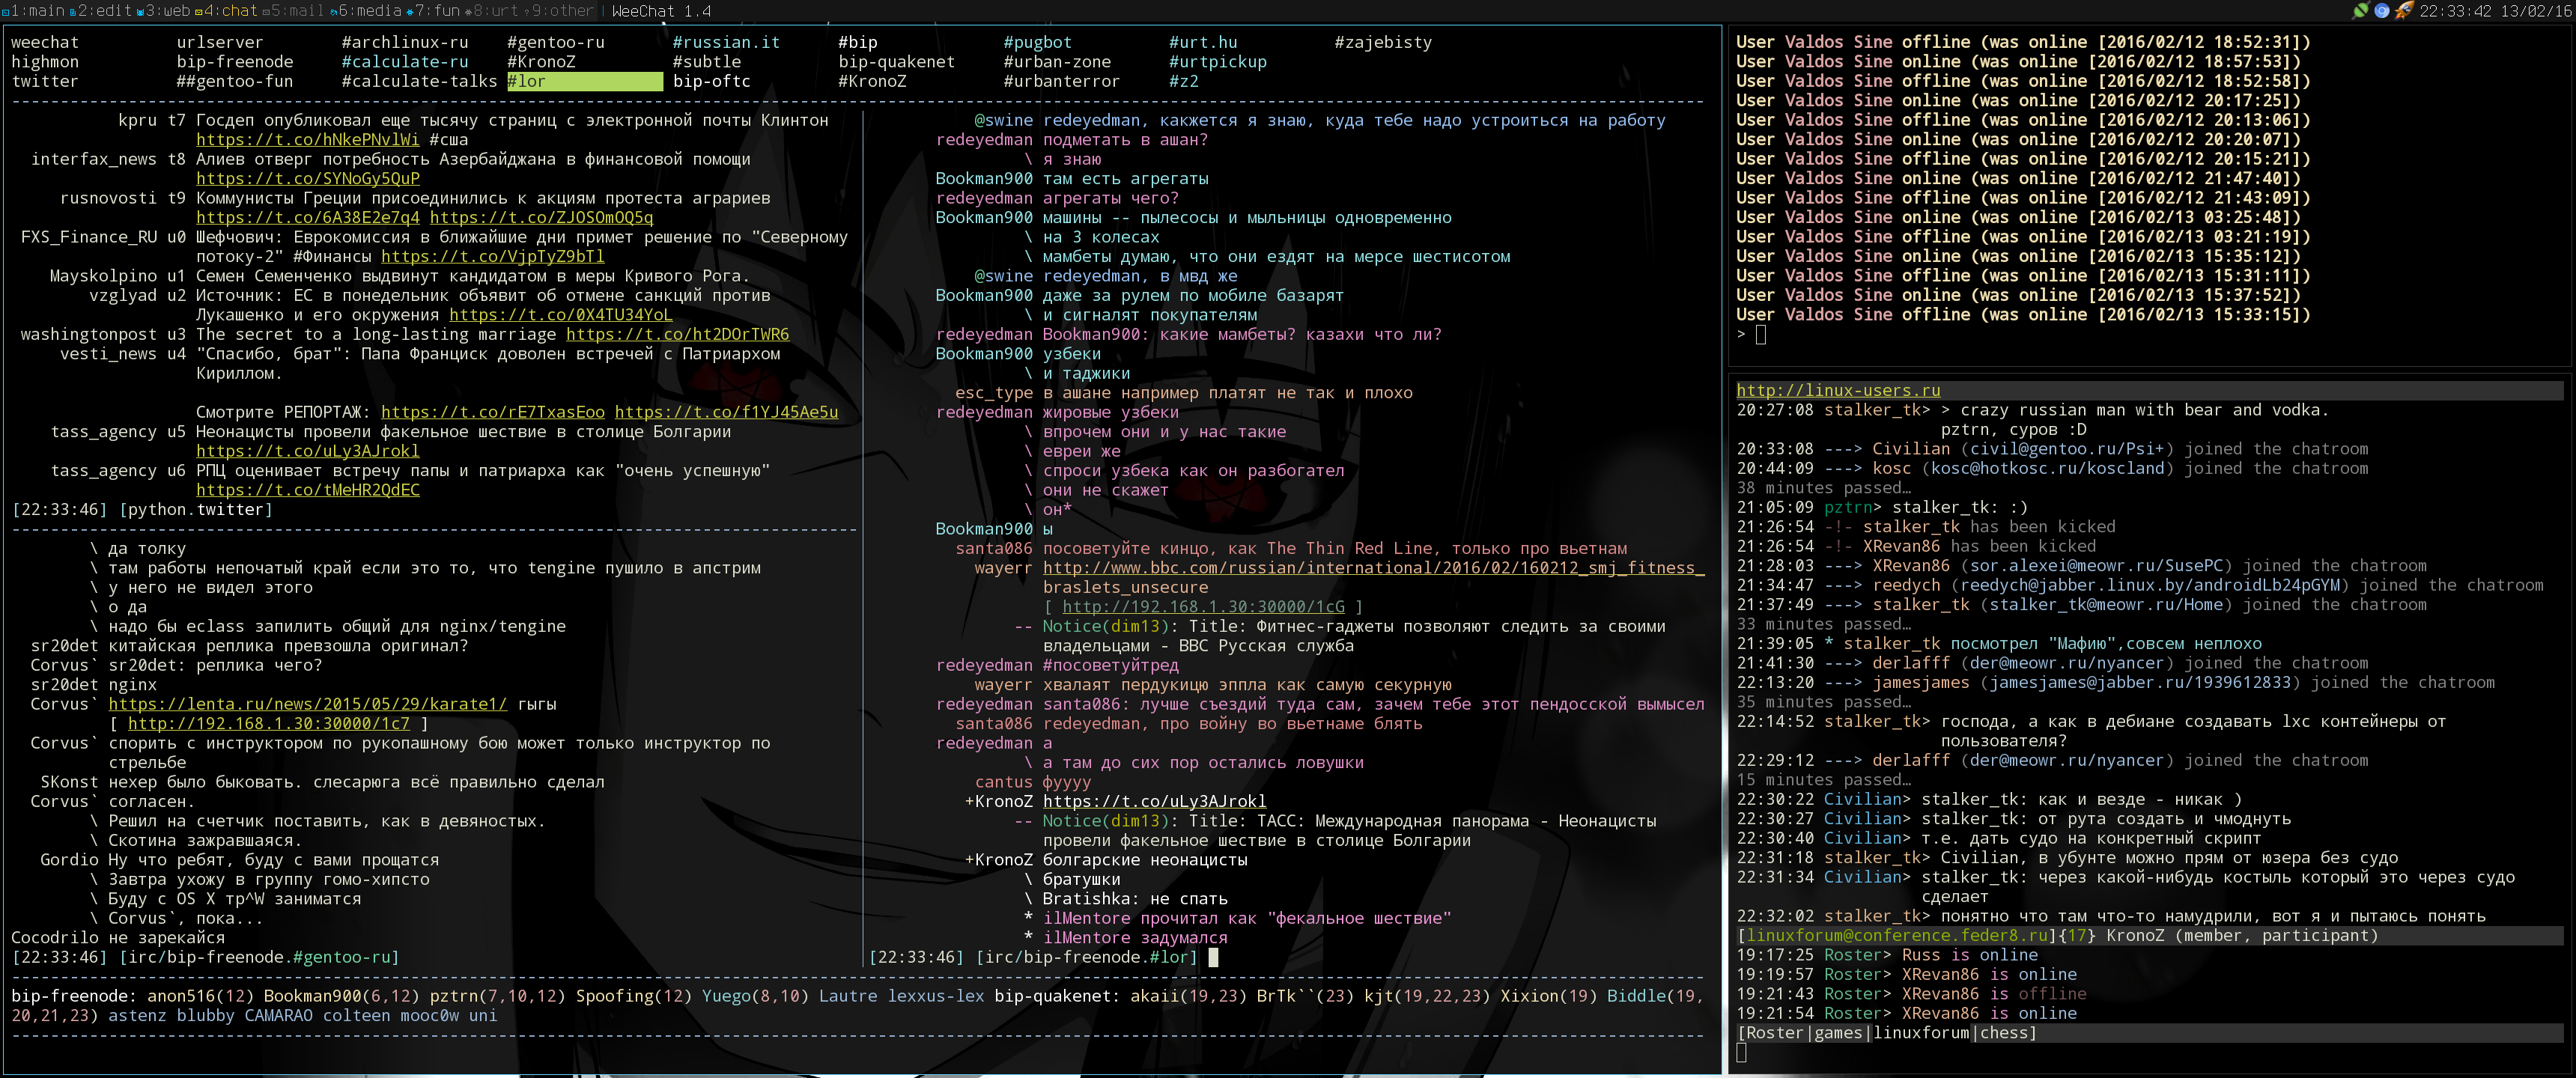 1:main 2:edit 3:web 4:chat 5:mail 6:media 7:fun 8:urt 9:other WeeChat 1.4
22:33:42 13/02/16
weechat urlserver #archlinux-ru #gentoo-ru #russian.it #bip #pugbot #urt.hu #zajebisty
highmon bip-freenode #calculate-ru #KronoZ #subtle bip-quakenet #urban-zone #urtpickup
twitter ##gentoo-fun #calculate-talks #lor bip-oftc #KronoZ #urbanterror #z2
kpru t7 Госдеп опубликовал еще тысячу страниц с электронной почты Клинтон
https://t.co/hNkePNvlWi #сша
interfax_news t8 Алиев отверг потребность Азербайджана в финансовой помощи
https://t.co/SYNoGy5QuP
rusnovosti t9 Коммунисты Греции присоединились к акциям протеста аграриев
https://t.co/6A38E2e7q4 https://t.co/ZJOSOmOQ5q
FXS_Finance_RU u0 Шефчович: Еврокомиссия в ближайшие дни примет решение по "Северному
потоку-2" #Финансы https://t.co/VjpTyZ9bTl
Mayskolpino u1 Семен Семенченко выдвинут кандидатом в меры Кривого Рога.
vzglyad u2 Источник: ЕС в понедельник объявит об отмене санкций против
Лукашенко и его окружения https://t.co/0X4TU34YoL
washingtonpost u3 The secret to a long-lasting marriage https://t.co/ht2DOrTWR6
vesti_news u4 "Спасибо, брат": Папа Франциск доволен встречей с Патриархом
Кириллом.
Смотрите РЕПОРТАЖ: https://t.co/rE7TxasEoo https://t.co/f1YJ45Ae5u
tass_agency u5 Неонацисты провели факельное шествие в столице Болгарии
https://t.co/uLy3AJrokl
tass_agency u6 РПЦ оценивает встречу папы и патриарха как "очень успешную"
https://t.co/tMeHR2QdEC
[22:33:46] [python.twitter]
\ да толку
\ там работы непочатый край если это то, что tengine пушило в апстрим
\ у него не видел этого
\ о да
\ надо бы eclass запилить общий для nginx/tengine
sr20det китайская реплика превзошла оригинал?
Corvus` sr20det: реплика чего?
sr20det nginx
Corvus` https://lenta.ru/news/2015/05/29/karate1/ гыгы
[ http://192.168.1.30:30000/1c7 ]
Corvus` спорить с инструктором по рукопашному бою может только инструктор по
стрельбе
SKonst нехер было быковать. слесарюга всё правильно сделал
Corvus` согласен.
\ Решил на счетчик поставить, как в девяностых.
\ Скотина зажравшаяся.
Gordio Ну что ребят, буду с вами прощатся
\ Завтра ухожу в группу гомо-хипсто
\ Буду с OS X тр^W заниматся
\ Corvus`, пока...
Cocodrilo не зарекайся
[22:33:46] [irc/bip-freenode.#gentoo-ru]
@swine redeyedman, какжется я знаю, куда тебе надо устроиться на работу
redeyedman подметать в ашан?
\ я знаю
Bookman900 там есть агрегаты
redeyedman агрегаты чего?
Bookman900 машины -- пылесосы и мыльницы одновременно
\ на 3 колесах
\ мамбеты думаю, что они ездят на мерсе шестисотом
@swine redeyedman, в мвд же
Bookman900 даже за рулем по мобиле базарят
\ и сигналят покупателям
redeyedman Bookman900: какие мамбеты? казахи что ли?
Bookman900 узбеки
\ и таджики
esc_type в ашане например платят не так и плохо
redeyedman жировые узбеки
\ впрочем они и у нас такие
\ евреи же
\ спроси узбека как он разбогател
\ они не скажет
\ он*
Bookman900 ы
santa086 посоветуйте кинцо, как The Thin Red Line, только про вьетнам
wayerr http://www.bbc.com/russian/international/2016/02/160212_smj_fitness_
braslets_unsecure
[ http://192.168.1.30:30000/1cG ]
-- Notice(dim13): Title: Фитнес-гаджеты позволяют следить за своими
владельцами - BBC Русская служба
redeyedman #посоветуйтред
wayerr хвалаят пердукицю эппла как самую секурную
redeyedman santa086: лучше съездий туда сам, зачем тебе этот пендосской вымысел
santa086 redeyedman, про войну во вьетнаме блять
redeyedman а
\ а там до сих пор остались ловушки
cantus фуууу
+KronoZ https://t.co/uLy3AJrokl
-- Notice(dim13): Title: ТАСС: Международная панорама - Неонацисты
провели факельное шествие в столице Болгарии
+KronoZ болгарские неонацисты
\ братушки
\ Bratishka: не спать
* ilMentore прочитал как "фекальное шествие"
* ilMentore задумался
[22:33:46] [irc/bip-freenode.#lor]
bip-freenode: anon516(12) Bookman900(6,12) pztrn(7,10,12) Spoofing(12) Yuego(8,10) Lautre lexxus-lex bip-quakenet: akaii(19,23) BrTk``(23) kjt(19,22,23) Xixion(19) Biddle(19,
20,21,23) astenz blubby CAMARAO colteen mooc0w uni
User Valdos Sine offline (was online [2016/02/12 18:52:31])
User Valdos Sine online (was online [2016/02/12 18:57:53])
User Valdos Sine offline (was online [2016/02/12 18:52:58])
User Valdos Sine online (was online [2016/02/12 20:17:25])
User Valdos Sine offline (was online [2016/02/12 20:13:06])
User Valdos Sine online (was online [2016/02/12 20:20:07])
User Valdos Sine offline (was online [2016/02/12 20:15:21])
User Valdos Sine online (was online [2016/02/12 21:47:40])
User Valdos Sine offline (was online [2016/02/12 21:43:09])
User Valdos Sine online (was online [2016/02/13 03:25:48])
User Valdos Sine offline (was online [2016/02/13 03:21:19])
User Valdos Sine online (was online [2016/02/13 15:35:12])
User Valdos Sine offline (was online [2016/02/13 15:31:11])
User Valdos Sine online (was online [2016/02/13 15:37:52])
User Valdos Sine offline (was online [2016/02/13 15:33:15])
>
http://linux-users.ru
20:27:08 stalker_tk> > crazy russian man with bear and vodka.
pztrn, суров :D
20:33:08 ---> Civilian (civil@gentoo.ru/Psi+) joined the chatroom
20:44:09 ---> kosc (kosc@hotkosc.ru/koscland) joined the chatroom
38 minutes passed…
21:05:09 pztrn> stalker_tk: :)
21:26:54 -!- stalker_tk has been kicked
21:26:54 -!- XRevan86 has been kicked
21:28:03 ---> XRevan86 (sor.alexei@meowr.ru/SusePC) joined the chatroom
21:34:47 ---> reedych (reedych@jabber.linux.by/androidLb24pGYM) joined the chatroom
21:37:49 ---> stalker_tk (stalker_tk@meowr.ru/Home) joined the chatroom
33 minutes passed…
21:39:05 * stalker_tk посмотрел "Мафию",совсем неплохо
21:41:30 ---> derlafff (der@meowr.ru/nyancer) joined the chatroom
22:13:20 ---> jamesjames (jamesjames@jabber.ru/1939612833) joined the chatroom
35 minutes passed…
22:14:52 stalker_tk> господа, а как в дебиане создавать lxc контейнеры от
пользователя?
22:29:12 ---> derlafff (der@meowr.ru/nyancer) joined the chatroom
15 minutes passed…
22:30:22 Civilian> stalker_tk: как и везде - никак )
22:30:27 Civilian> stalker_tk: от рута создать и чмоднуть
22:30:40 Civilian> т.е. дать судо на конкретный скрипт
22:31:18 stalker_tk> Civilian, в убунте можно прям от юзера без судо
22:31:34 Civilian> stalker_tk: через какой-нибудь костыль который это через судо
сделает
22:32:02 stalker_tk> понятно что там что-то намудрили, вот я и пытаюсь понять
[linuxforum@conference.feder8.ru]{17} KronoZ (member, participant)
19:17:25 Roster> Russ is online
19:19:57 Roster> XRevan86 is online
19:21:43 Roster> XRevan86 is offline
19:21:54 Roster> XRevan86 is online
[Roster|games|linuxforum|chess]